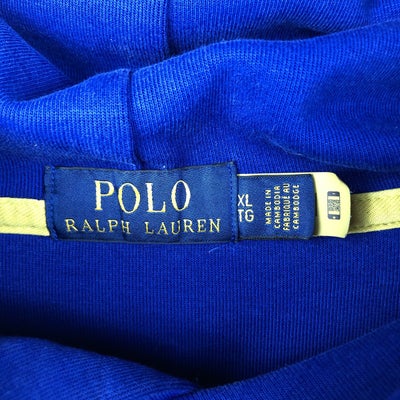 POLO
RALPH LAUREN
XL
TG
MADE IN
CAMBODIA
FABRIQUÉ AU
CAMBODGE